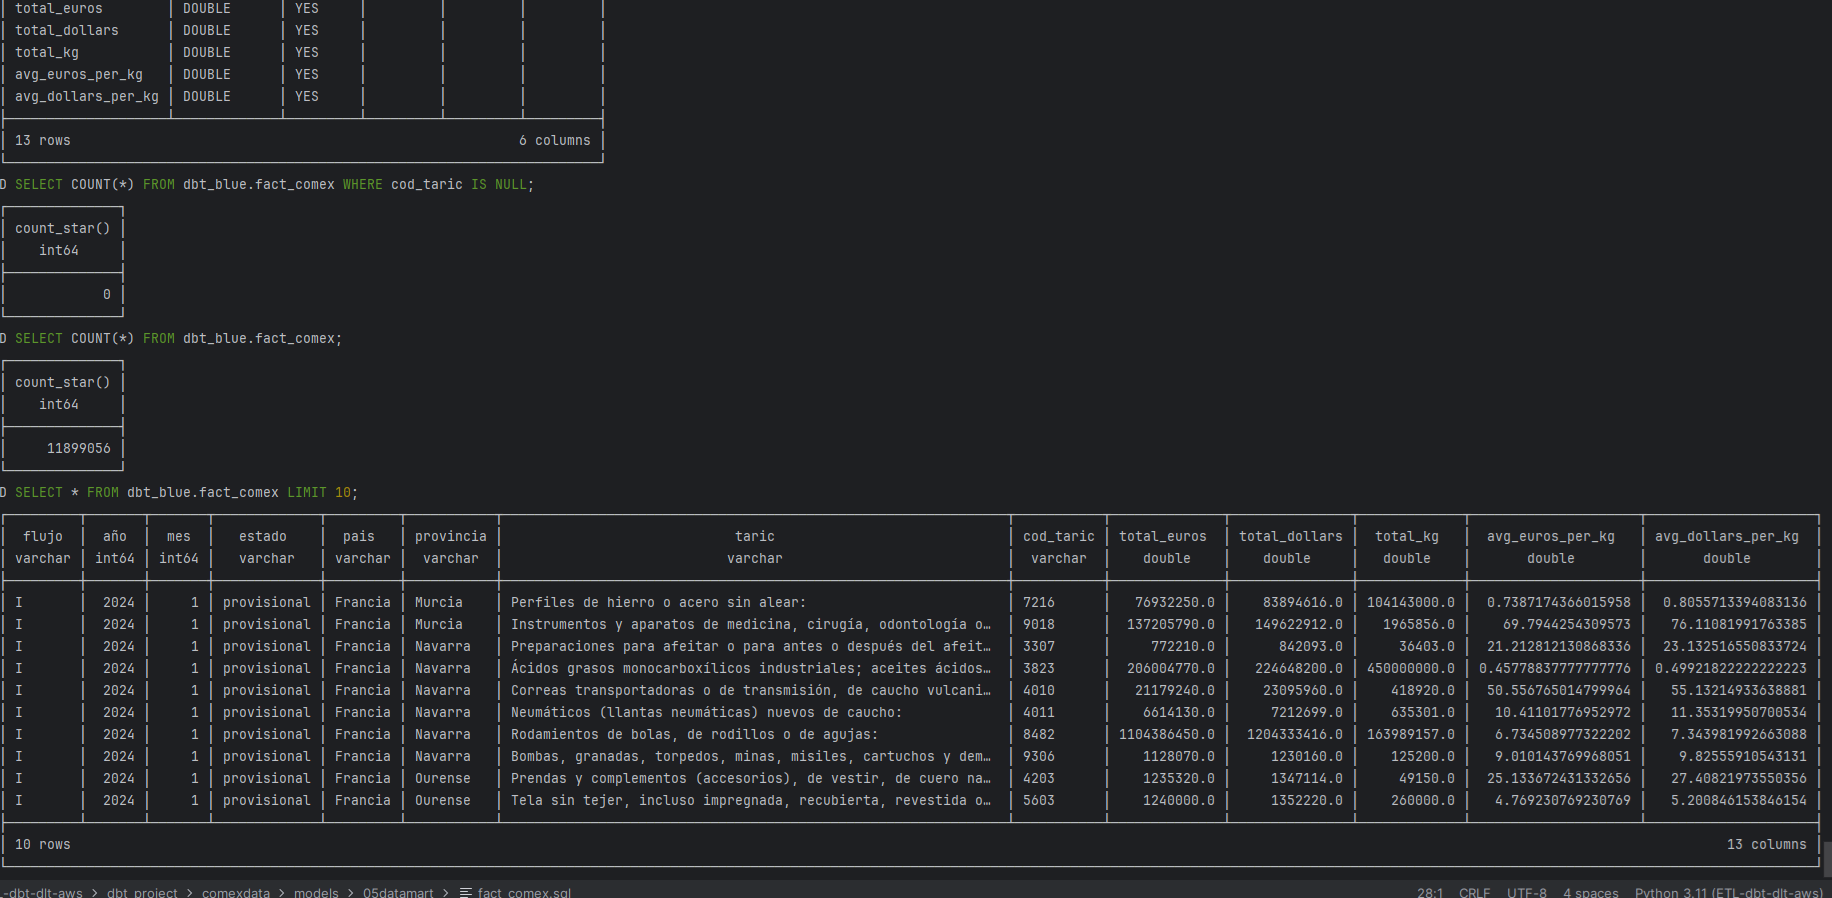 total_euros DOUBLE YES
total_dollars DOUBLE YES
total_kg DOUBLE YES
avg_euros_per_kg DOUBLE YES
avg_dollars_per_kg DOUBLE YES
13 rows 6 columns
D SELECT COUNT(*) FROM dbt_blue.fact_comex WHERE cod_taric IS NULL;
count_star()
int64
0
D SELECT COUNT(*) FROM dbt_blue.fact_comex;
count_star()
int64
11899056
D SELECT * FROM dbt_blue.fact_comex LIMIT 10;
flujo año mes estado pais provincia taric cod_taric total_euros total_dollars total_kg avg_euros_per_kg avg_dollars_per_kg
varchar int64 int64 varchar varchar varchar varchar varchar double double double double double
I 2024 1 provisional Francia Murcia Perfiles de hierro o acero sin alear: 7216 76932250.0 83894616.0 104143000.0 0.7387174366015958 0.8055713394083136
I 2024 1 provisional Francia Murcia Instrumentos y aparatos de medicina, cirugía, odontología o… 9018 137205790.0 149622912.0 1965856.0 69.7944254309573 76.11081991763385
I 2024 1 provisional Francia Navarra Preparaciones para afeitar o para antes o después del afeit… 3307 772210.0 842093.0 36403.0 21.212812130868336 23.132516550833724
I 2024 1 provisional Francia Navarra Ácidos grasos monocarboxílicos industriales; aceites ácidos… 3823 206004770.0 224648200.0 450000000.0 0.45778837777777776 0.49921822222222223
I 2024 1 provisional Francia Navarra Correas transportadoras o de transmisión, de caucho vulcani… 4010 21179240.0 23095960.0 418920.0 50.556765014799964 55.13214933638881
I 2024 1 provisional Francia Navarra Neumáticos (llantas neumáticas) nuevos de caucho: 4011 6614130.0 7212699.0 635301.0 10.41101776952972 11.35319950700534
I 2024 1 provisional Francia Navarra Rodamientos de bolas, de rodillos o de agujas: 8482 1104386450.0 1204333416.0 163989157.0 6.734508977322202 7.343981992663088
I 2024 1 provisional Francia Navarra Bombas, granadas, torpedos, minas, misiles, cartuchos y dem… 9306 1128070.0 1230160.0 125200.0 9.010143769968051 9.825559105431​31
I 2024 1 provisional Francia Ourense Prendas y complementos (accesorios), de vestir, de cuero na… 4203 1235320.0 1347114.0 49150.0 25.133672431332656 27.40821973550356
I 2024 1 provisional Francia Ourense Tela sin tejer, incluso impregnada, recubierta, revestida o… 5603 1240000.0 1352220.0 260000.0 4.769230769230769 5.200846153846154
10 rows 13 columns
-dbt-dlt-aws > dbt_project > comexdata > models > 05datamart > fact_comex.sql 28:1 CRLF UTF-8 4 spaces Python 3.11 (ETL-dbt-dlt-aws)